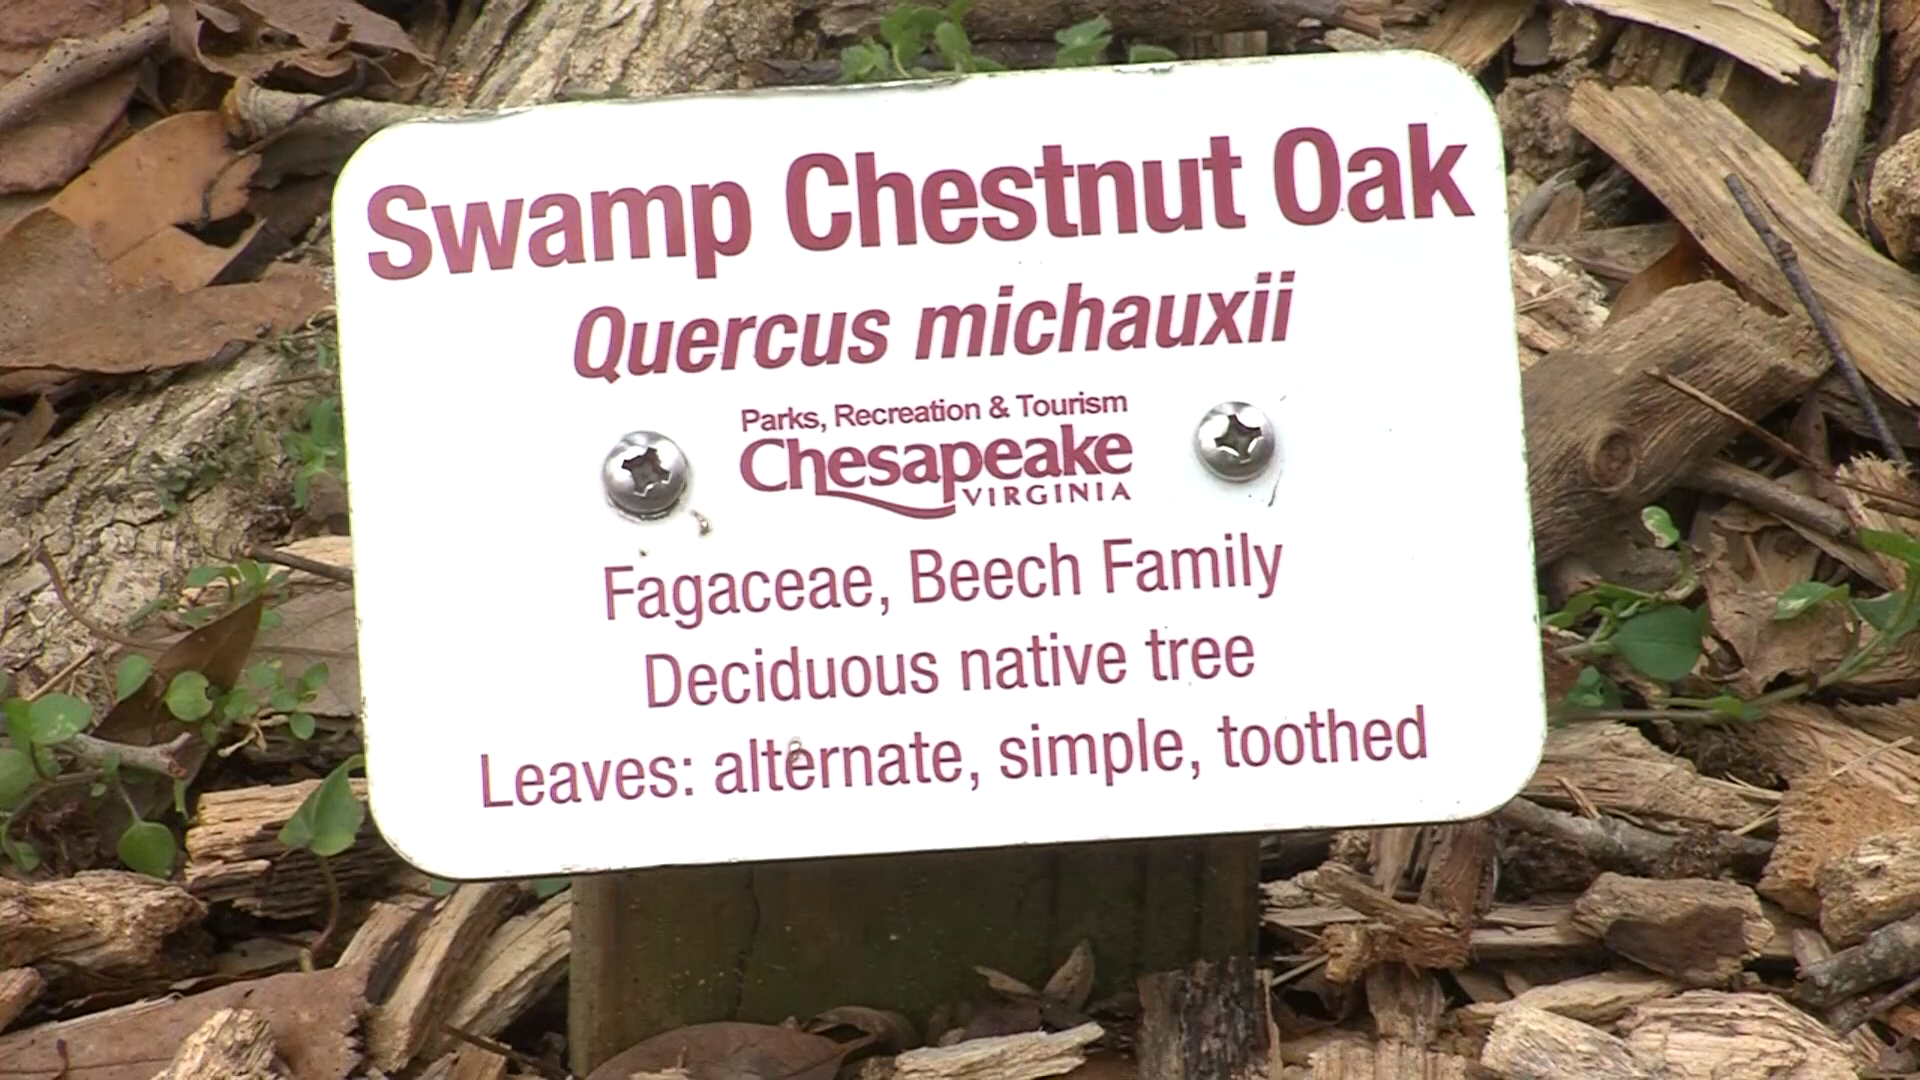 Swamp Chestnut Oak
Quercus michauxii
Parks, Recreation & Tourism
Chesapeake
VIRGINIA
Fagaceae, Beech Family
Deciduous native tree
Leaves: alternate, simple, toothed